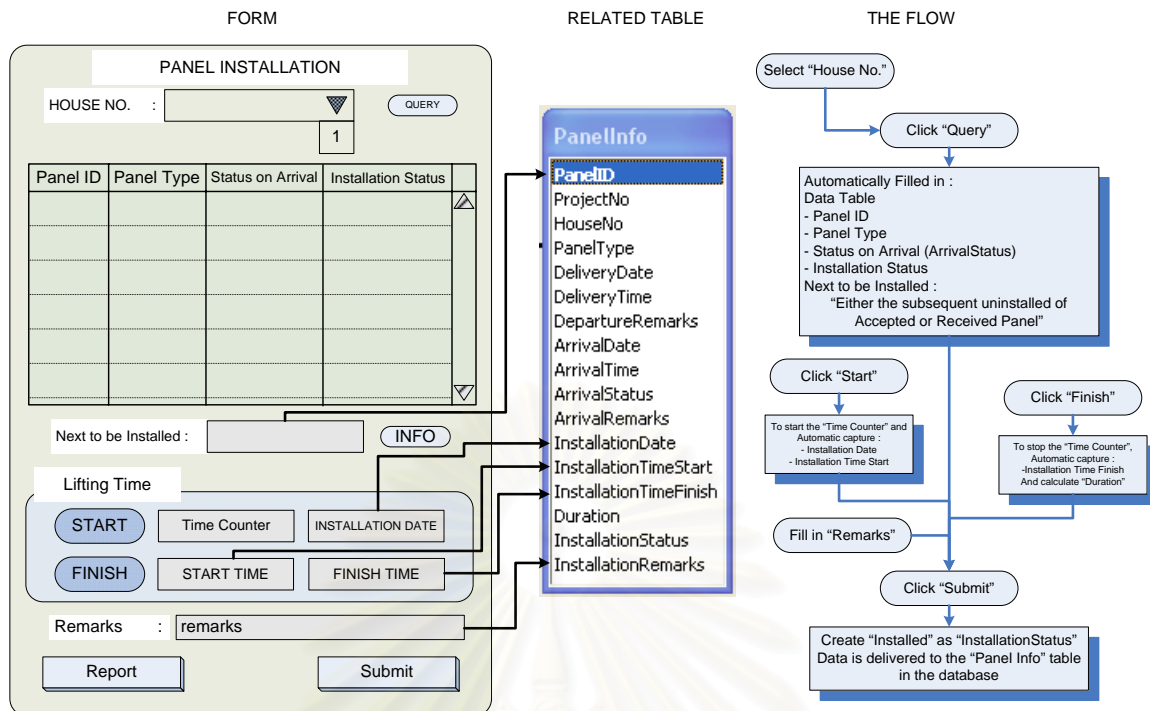 FORM
RELATED TABLE
THE FLOW
PANEL INSTALLATION
HOUSE NO. :
QUERY
1
Panel ID Panel Type Status on Arrival Installation Status
Next to be Installed :
INFO
Lifting Time
START
Time Counter
INSTALLATION DATE
FINISH
START TIME
FINISH TIME
Remarks : remarks
Report
Submit
PanelInfo
PanelID
ProjectNo
HouseNo
PanelType
DeliveryDate
DeliveryTime
DepartureRemarks
ArrivalDate
ArrivalTime
ArrivalStatus
ArrivalRemarks
InstallationDate
InstallationTimeStart
InstallationTimeFinish
Duration
InstallationStatus
InstallationRemarks
Select “House No.”
Click “Query”
Automatically Filled in :
Data Table
- Panel ID
- Panel Type
- Status on Arrival (ArrivalStatus)
- Installation Status
Next to be Installed :
“Either the subsequent uninstalled of
Accepted or Received Panel”
Click “Start”
To start the “Time Counter” and
Automatic capture :
- Installation Date
- Installation Time Start
Click “Finish”
To stop the “Time Counter”,
Automatic capture :
-Installation Time Finish
And calculate “Duration”
Fill in “Remarks”
Click “Submit”
Create “Installed” as “InstallationStatus”
Data is delivered to the “Panel Info” table
in the database